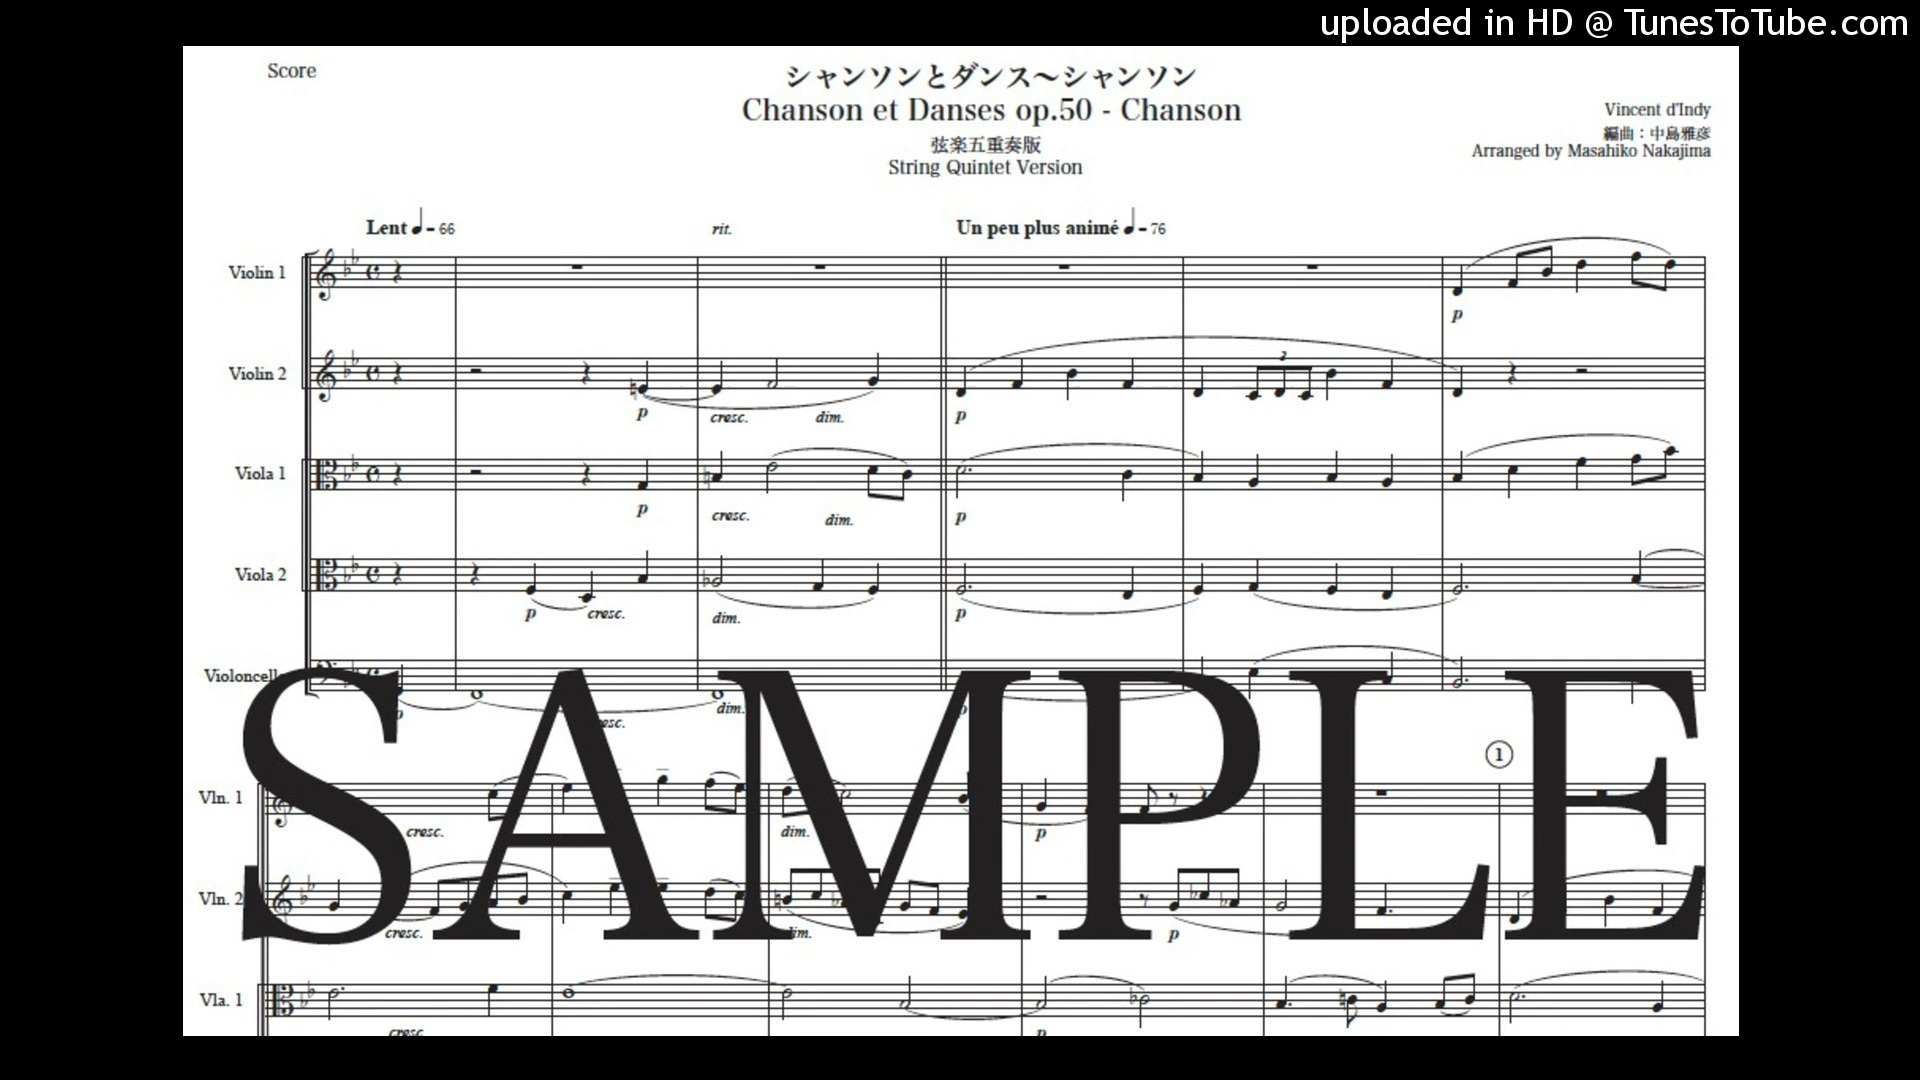 uploaded in HD @ TunesToTube.com
Score
シャンソンとダンス〜シャンソン
Chanson et Danses op.50 - Chanson
弦楽五重奏版
String Quintet Version
Vincent d'Indy
編曲：中島雅彦
Arranged by Masahiko Nakajima
Lent ♩= 66
rit.
Un peu plus animé ♩= 76
Violin 1
p
Violin 2
3
p cresc. dim. p
Viola 1
p cresc. dim. p
Viola 2
p cresc. dim. p
Violoncell
p cresc. dim. p
SAMPLE
1
Vln. 1
cresc. dim. p
Vln. 2
cresc. dim. p
Vla. 1
cresc. p